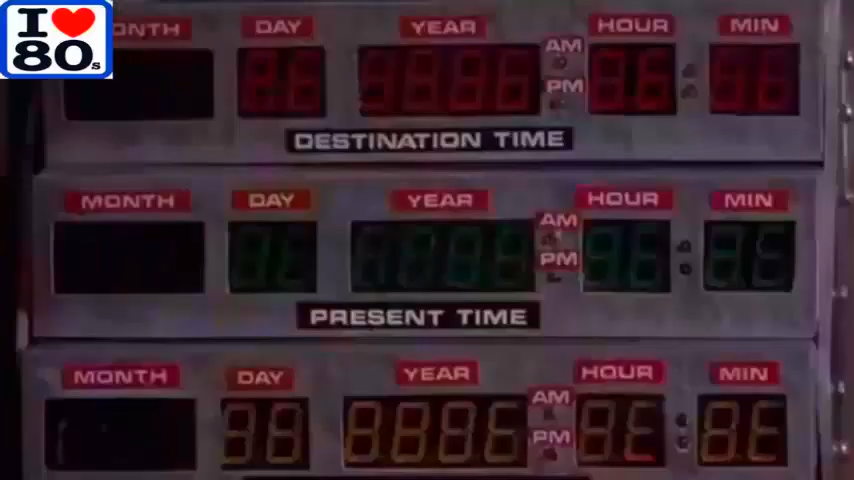 I ❤ 80s
MONTH DAY YEAR AM PM HOUR MIN
DESTINATION TIME
MONTH DAY YEAR AM PM HOUR MIN
PRESENT TIME
MONTH DAY YEAR AM PM HOUR MIN